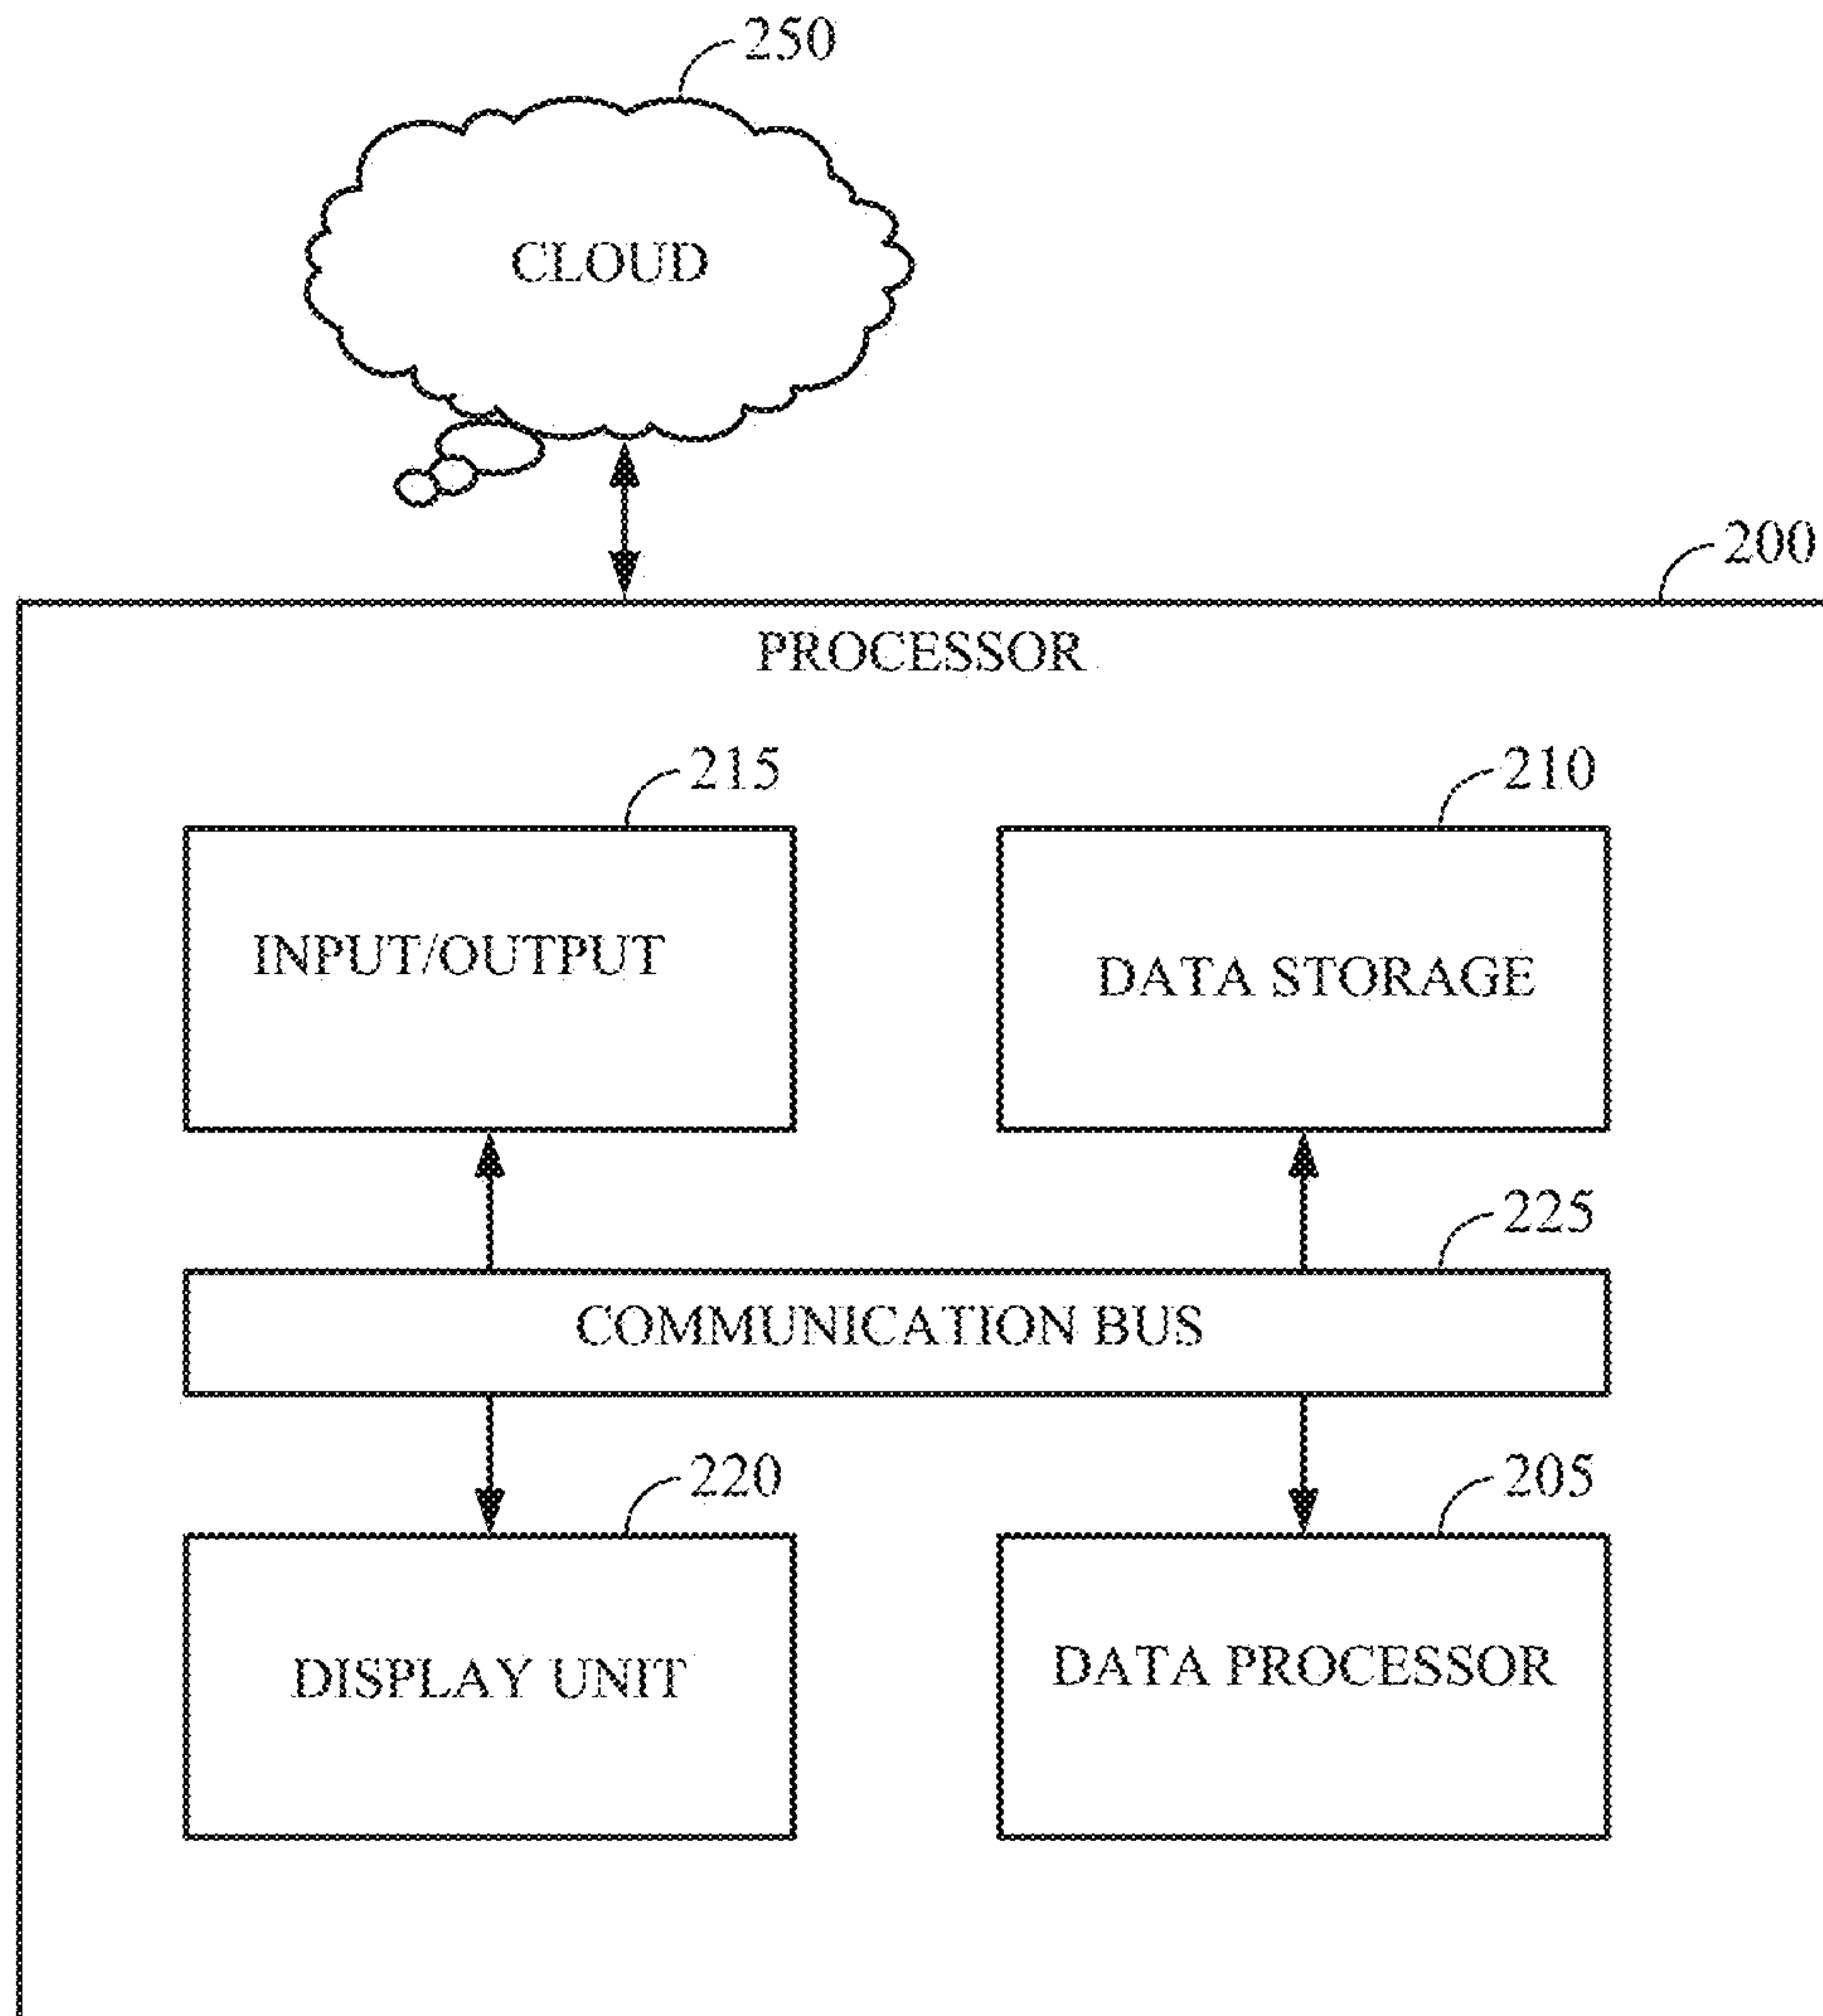 250
CLOUD
200
PROCESSOR
215
210
INPUT/OUTPUT
DATA STORAGE
225
COMMUNICATION BUS
220
205
DISPLAY UNIT
DATA PROCESSOR